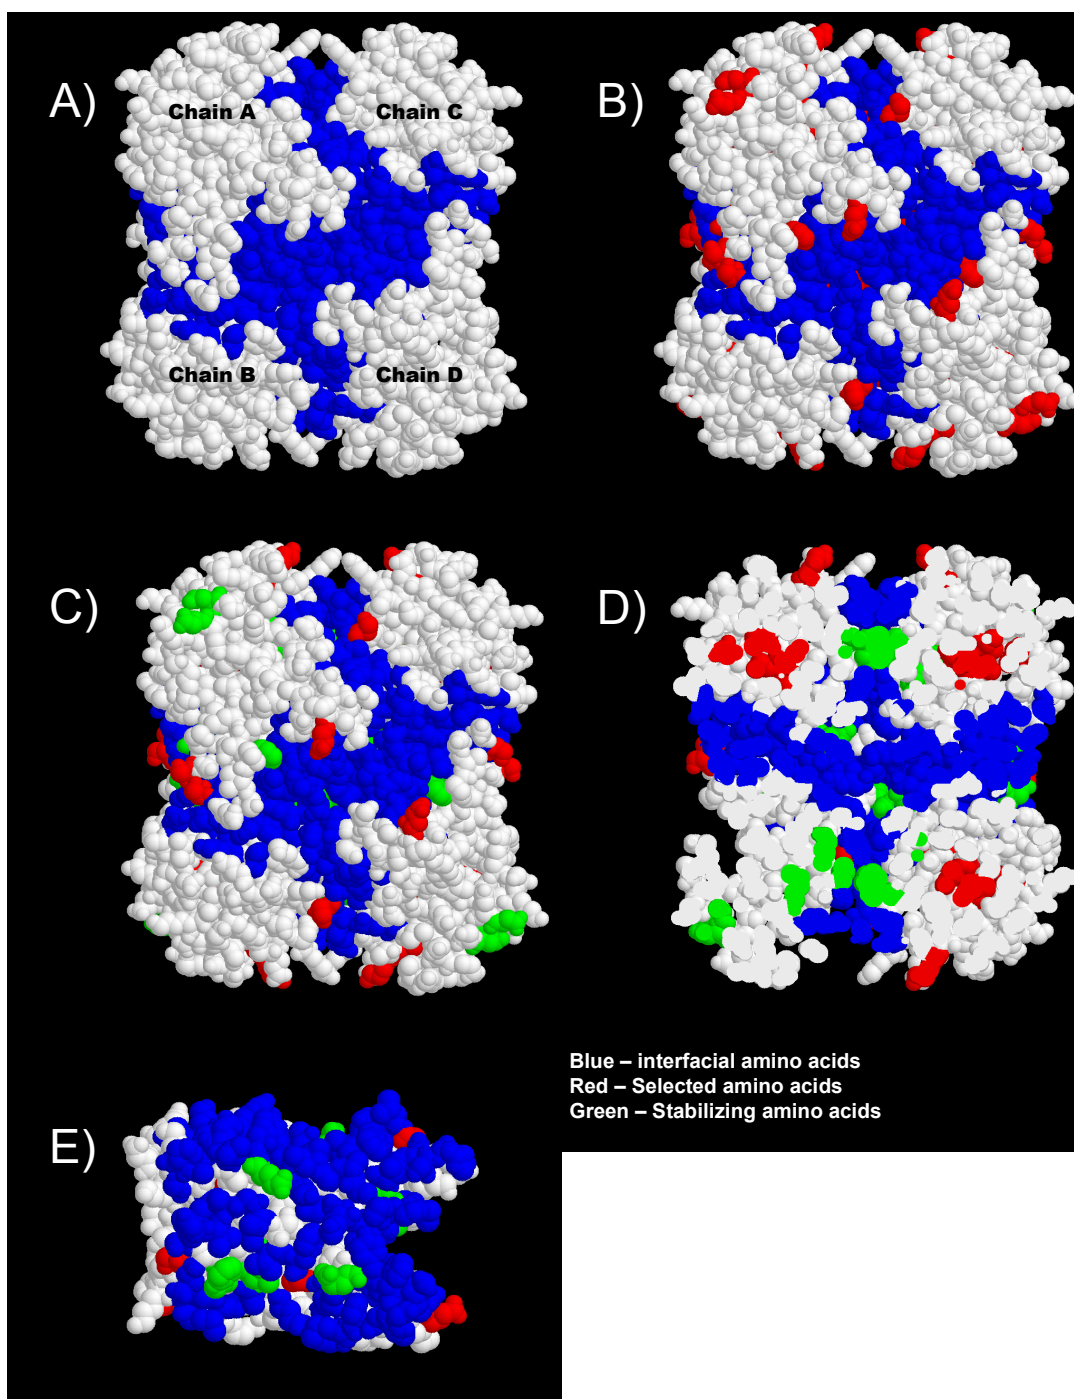 A)
Chain A
Chain C
Chain B
Chain D
B)
C)
D)
Blue – interfacial amino acids
Red – Selected amino acids
Green – Stabilizing amino acids
E)